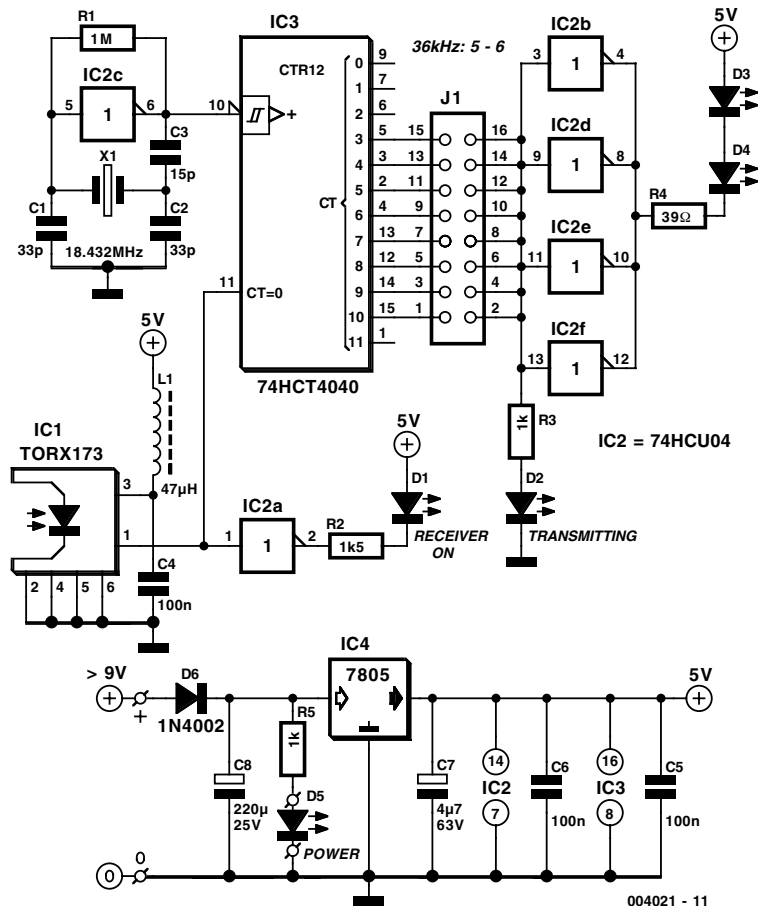 R1
1M
IC2c
5
1
6
X1
C3
15p
C1
33p
18.432MHz
C2
33p
IC3
CTR12
10
+
11
CT=0
CT
0
1
2
3
4
5
6
7
8
9
10
11
9
7
6
5
3
2
4
13
12
14
15
1
74HCT4040
36kHz: 5 - 6
J1
15
13
11
9
7
5
3
1
16
14
12
10
8
6
4
2
IC2b
3
1
4
IC2d
9
1
8
IC2e
11
1
10
IC2f
13
1
12
5V
D3
D4
R4
39Ω
R3
1k
D2
TRANSMITTING
IC2 = 74HCU04
5V
L1
47µH
IC1
TORX173
3
1
2
4
5
6
C4
100n
IC2a
1
1
2
R2
1k5
5V
D1
RECEIVER
ON
> 9V
+
+
D6
1N4002
C8
220µ
25V
R5
1k
D5
POWER
IC4
7805
C7
4µ7
63V
14
IC2
7
C6
100n
16
IC3
8
C5
100n
5V
+
0
0
004021 - 11